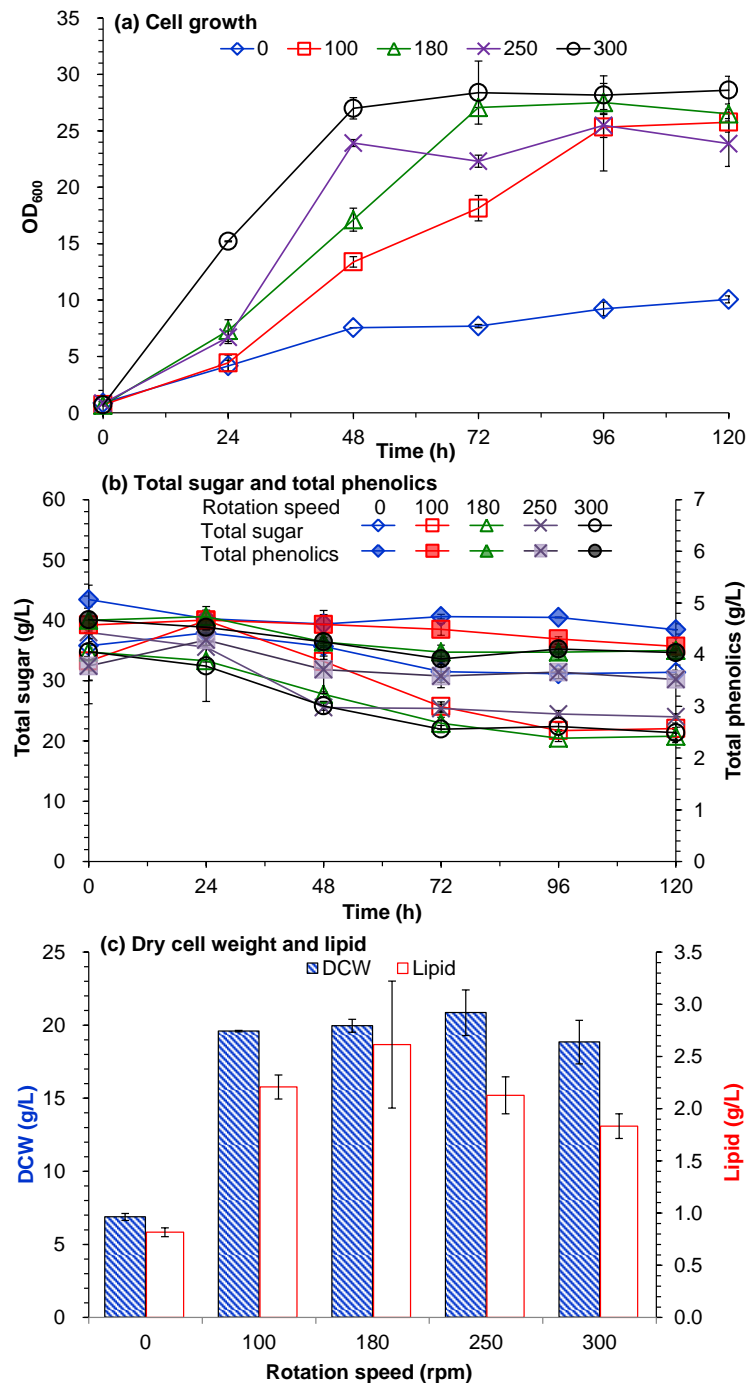 (a) Cell growth
0 100 180 250 300
35
30
25
20
15
10
5
0
OD600
0 24 48 72 96 120
Time (h)
(b) Total sugar and total phenolics
Rotation speed 0 100 180 250 300
Total sugar
Total phenolics
60
50
40
30
20
10
0
Total sugar (g/L)
7
6
5
4
3
2
1
0
Total phenolics (g/L)
0 24 48 72 96 120
Time (h)
(c) Dry cell weight and lipid
DCW Lipid
25
20
15
10
5
0
DCW (g/L)
3.5
3.0
2.5
2.0
1.5
1.0
0.5
0.0
Lipid (g/L)
0 100 180 250 300
Rotation speed (rpm)